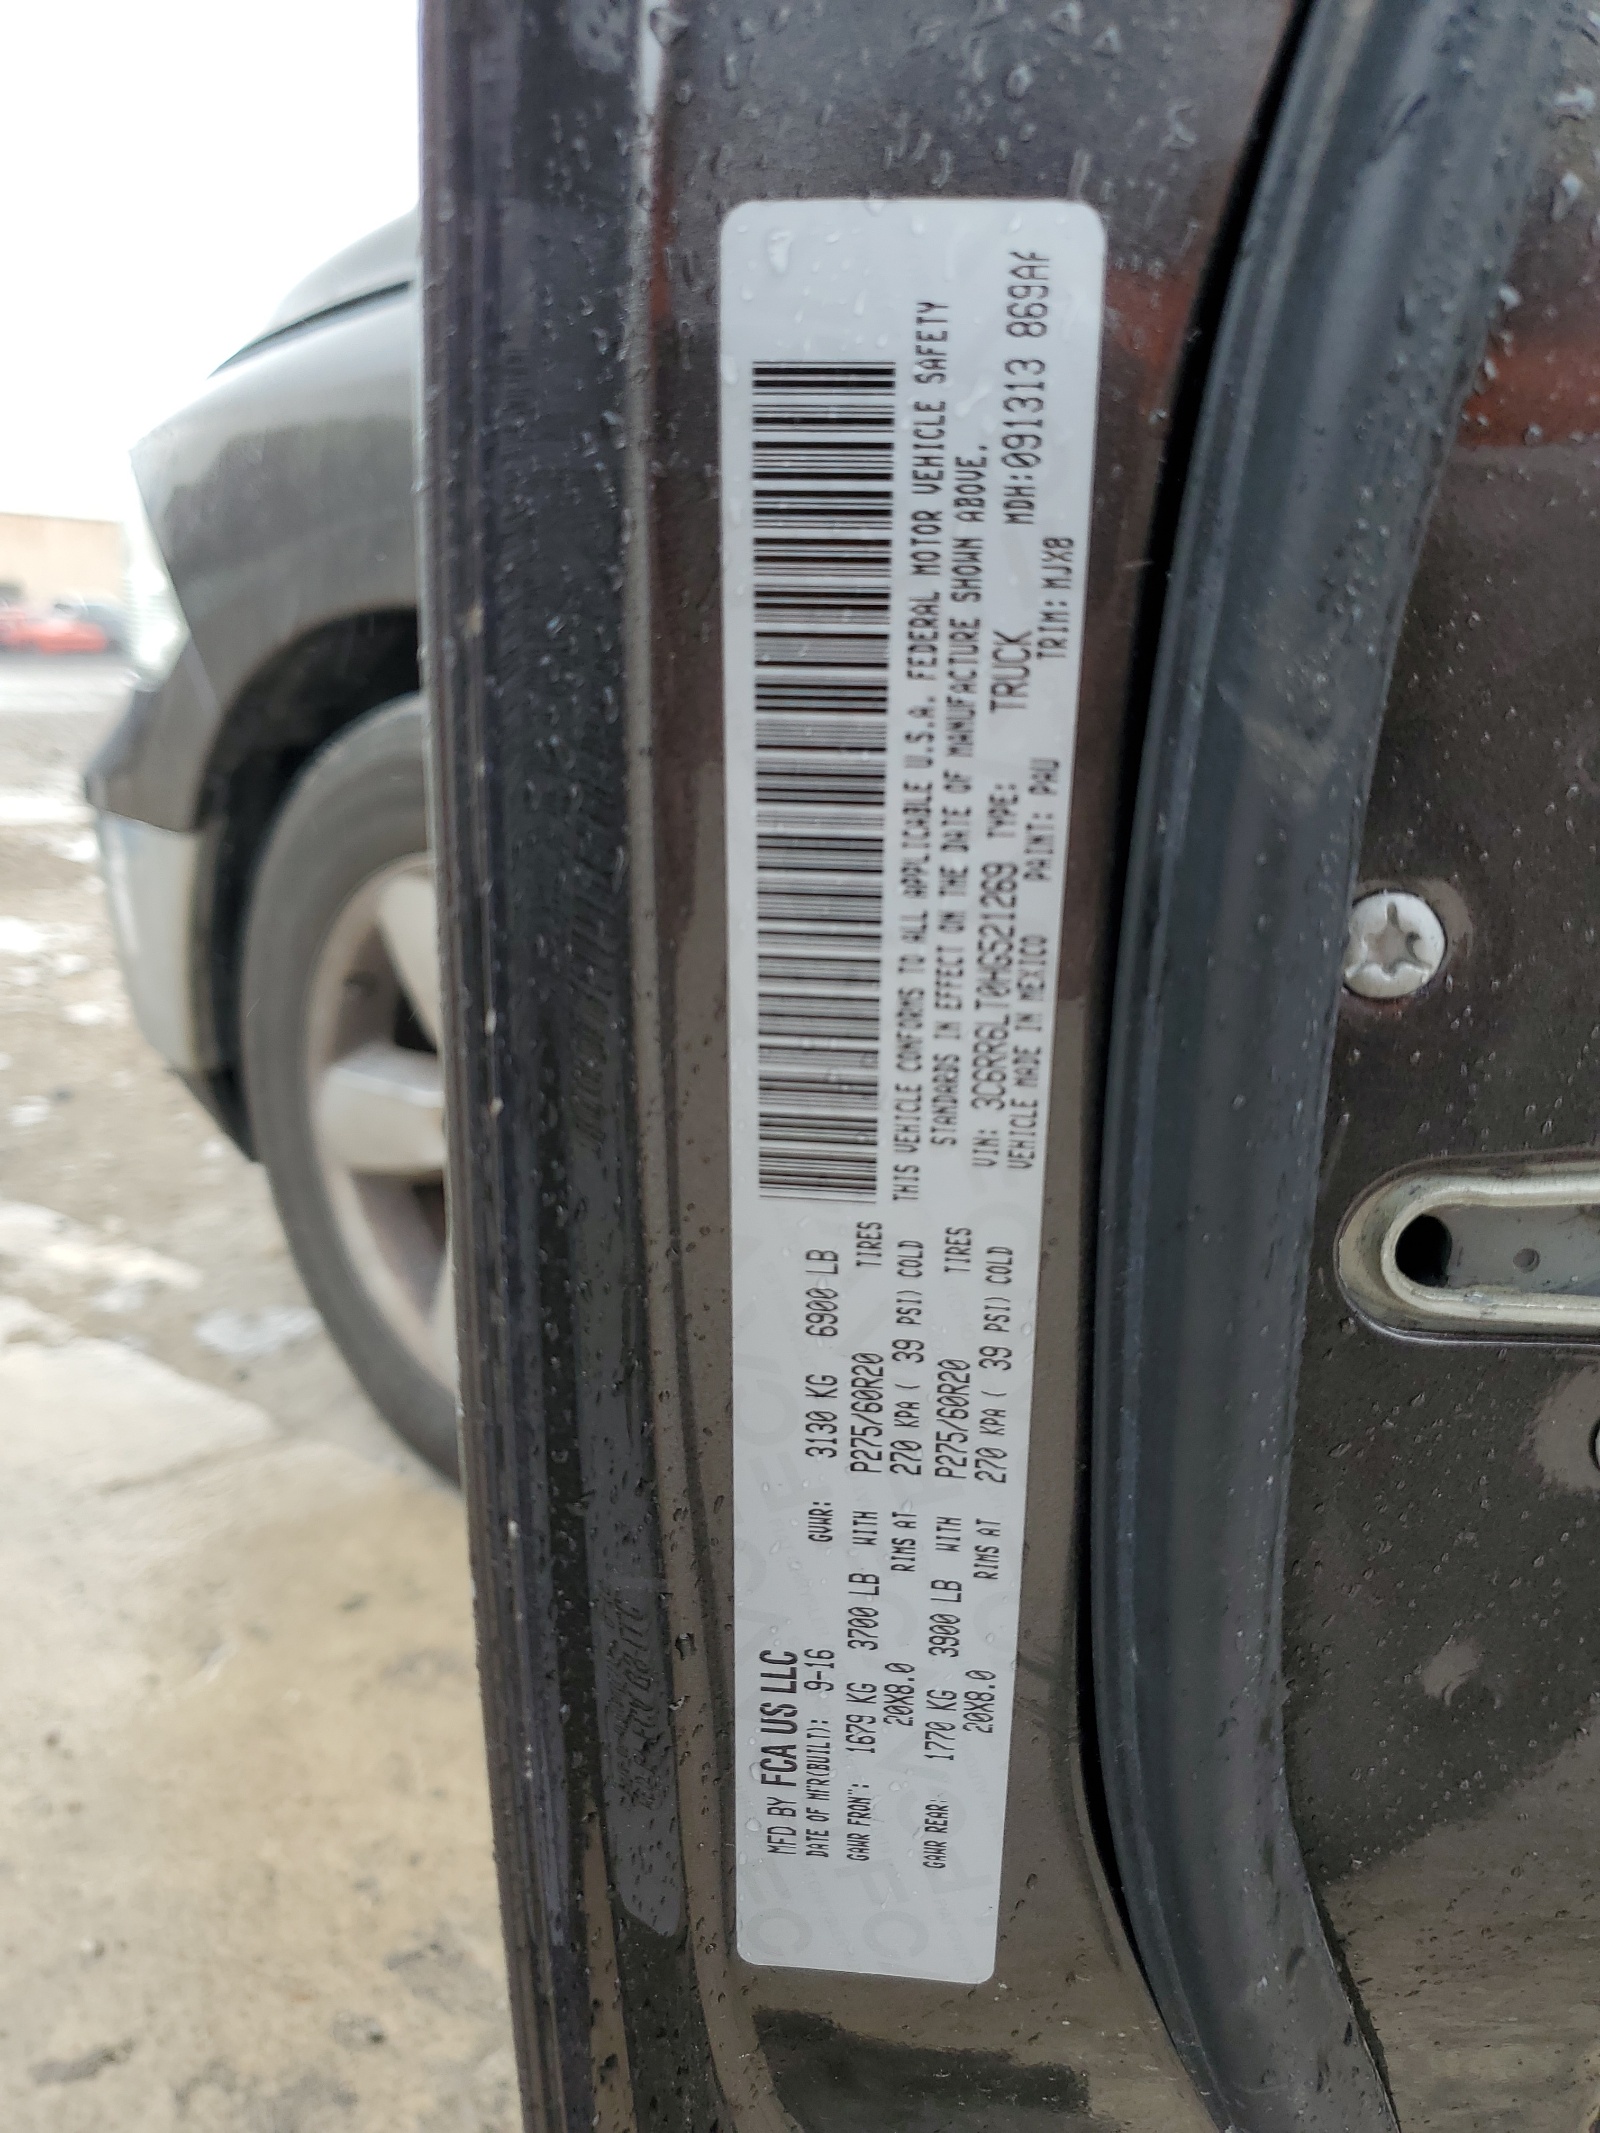 MFD BY FCA US LLC
DATE OF MFR(BUILT): 9-16 GVWR: 3130 KG 6900 LB
GAWR FRONT: 1679 KG 3700 LB WITH P275/60R20 TIRES
20X8.0 RIMS AT 270 KPA( 39 PSI) COLD
GAWR REAR: 1770 KG 3900 LB WITH P275/60R20 TIRES
20X8.0 RIMS AT 270 KPA( 39 PSI) COLD
THIS VEHICLE CONFORMS TO ALL APPLICABLE U.S.A. FEDERAL MOTOR VEHICLE SAFETY
STANDARDS IN EFFECT ON THE DATE OF MANUFACTURE SHOWN ABOVE.
VIN: 3C6RR6LT0HG521269 TYPE: TRUCK MDH:091313 869A6
VEHICLE MADE IN MEXICO PAINT: PAU TRIM: MJX8